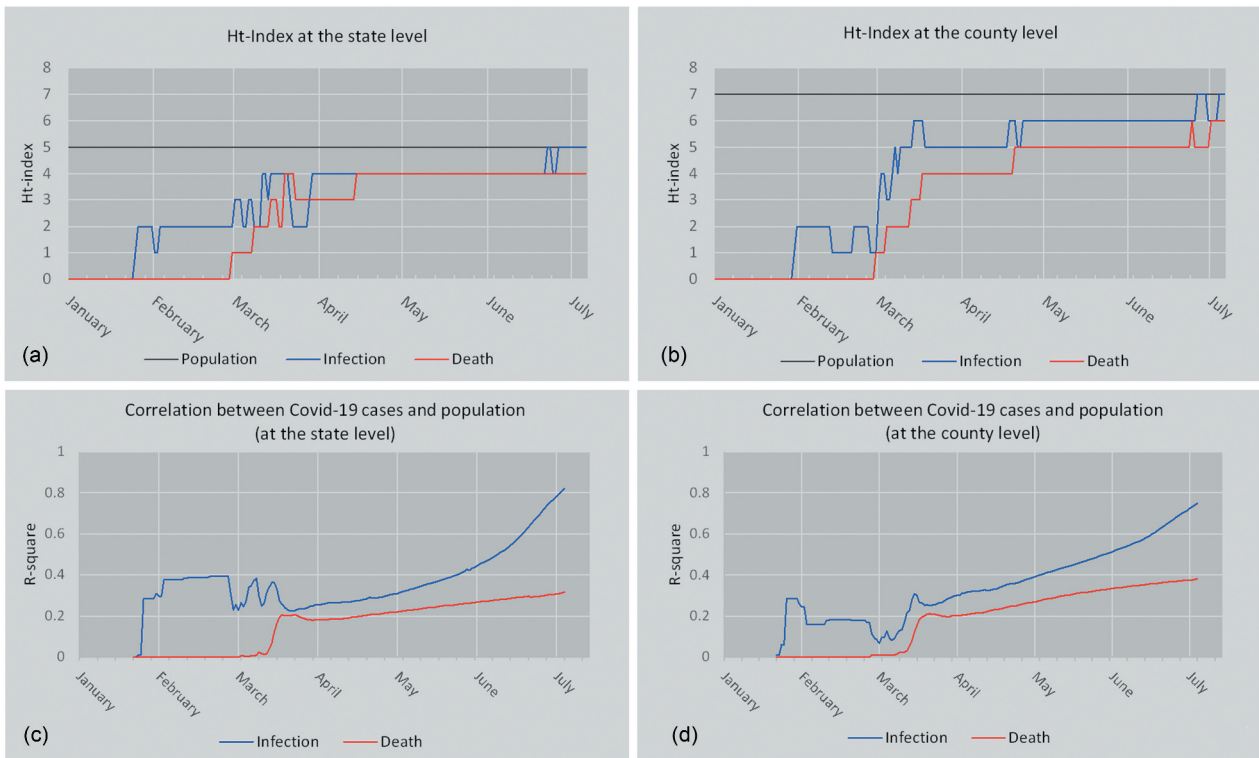 Ht-Index at the state level
8
7
6
5
4
3
2
1
0
Ht-index
January
February
March
April
May
June
July
(a)
Population
Infection
Death
Ht-Index at the county level
8
7
6
5
4
3
2
1
0
Ht-index
January
February
March
April
May
June
July
(b)
Population
Infection
Death
Correlation between Covid-19 cases and population
(at the state level)
1
0.8
0.6
0.4
0.2
0
R-square
January
February
March
April
May
June
July
(c)
Infection
Death
Correlation between Covid-19 cases and population
(at the county level)
1
0.8
0.6
0.4
0.2
0
R-square
January
February
March
April
May
June
July
(d)
Infection
Death